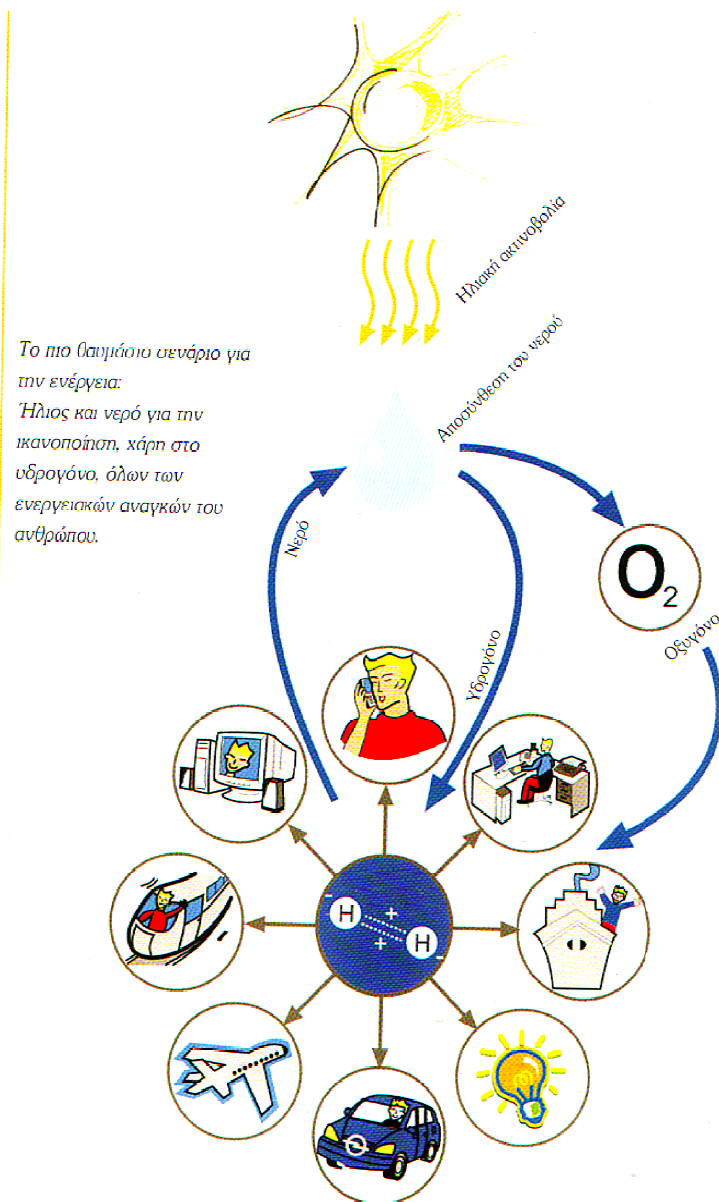 Ηλιακή ακτινοβολία
Αποσύνθεση του νερού
Το πιο θαυμάσιο σενάριο για
την ενέργεια:
Ήλιος και νερό για την
ικανοποίηση, χάρη στο
υδρογόνο, όλων των
ενεργειακών αναγκών του
ανθρώπου.
Νερό
Υδρογόνο
O2
Οξυγόνο
- H + + H -